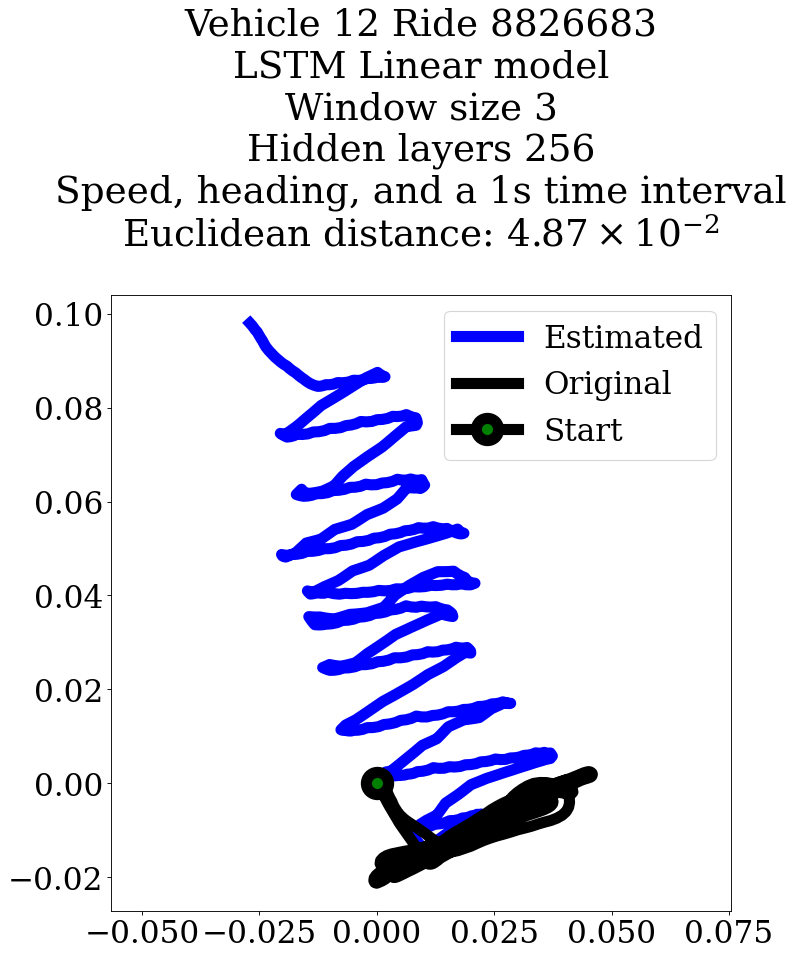 Vehicle 12 Ride 8826683
LSTM Linear model
Window size 3
Hidden layers 256
Speed, heading, and a 1s time interval
Euclidean distance: 4.87 × 10⁻²
0.10
0.08
0.06
0.04
0.02
0.00
−0.02
Estimated
Original
Start
−0.050 −0.025 0.000 0.025 0.050 0.075